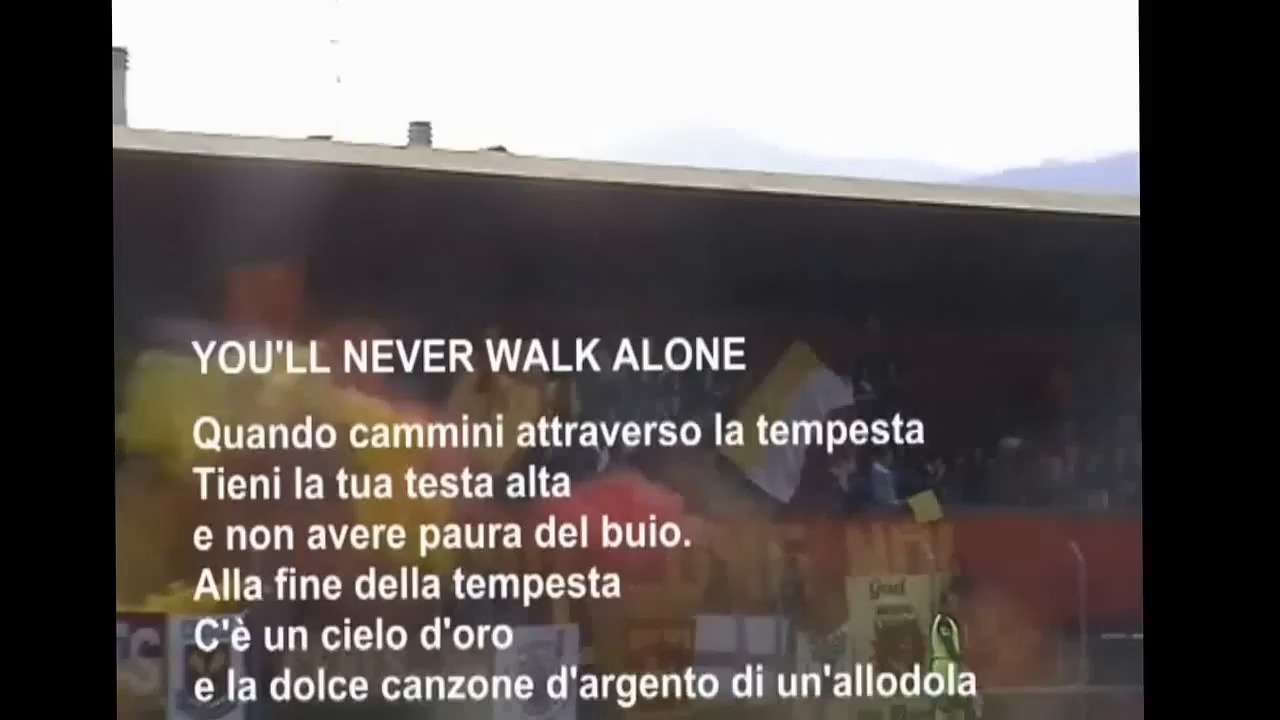 YOU'LL NEVER WALK ALONE
Quando cammini attraverso la tempesta
Tieni la tua testa alta
e non avere paura del buio.
Alla fine della tempesta
C'è un cielo d'oro
e la dolce canzone d'argento di un'allodola